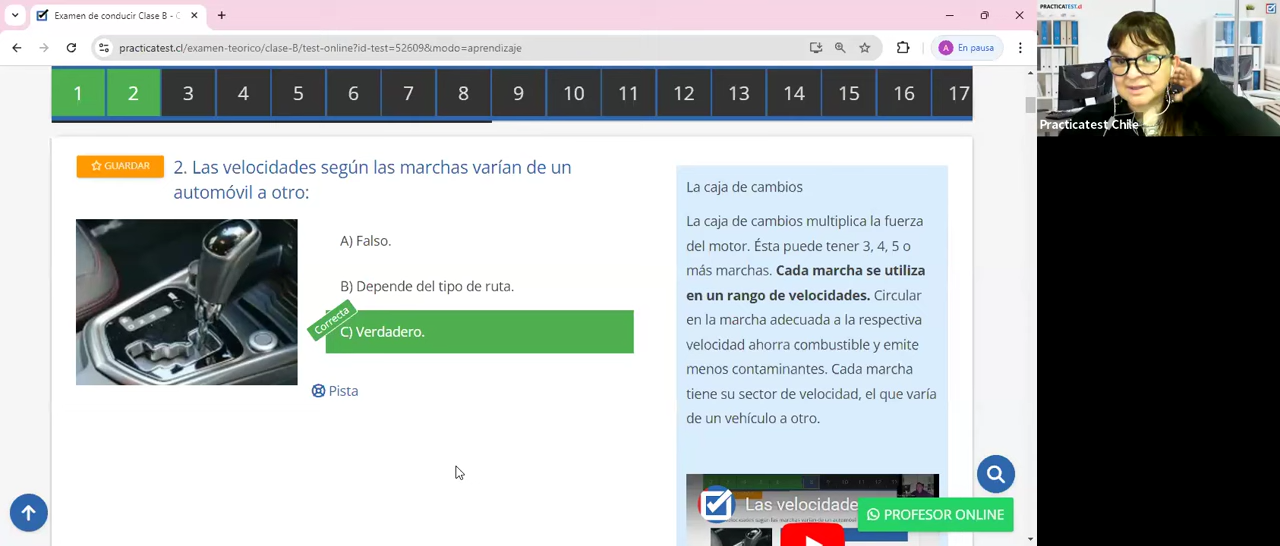 Examen de conducir Clase B - C
practicatest.cl/examen-teorico/clase-B/test-online?id-test=52609&modo=aprendizaje
A En pausa
PRACTICATEST.cl
Practicatest Chile
1 2 3 4 5 6 7 8 9 10 11 12 13 14 15 16 17
GUARDAR
2. Las velocidades según las marchas varían de un
automóvil a otro:
A) Falso.
B) Depende del tipo de ruta.
Correcta
C) Verdadero.
Pista
La caja de cambios
La caja de cambios multiplica la fuerza
del motor. Ésta puede tener 3, 4, 5 o
más marchas. Cada marcha se utiliza
en un rango de velocidades. Circular
en la marcha adecuada a la respectiva
velocidad ahorra combustible y emite
menos contaminantes. Cada marcha
tiene su sector de velocidad, el que varía
de un vehículo a otro.
Las velocidade
PROFESOR ONLINE